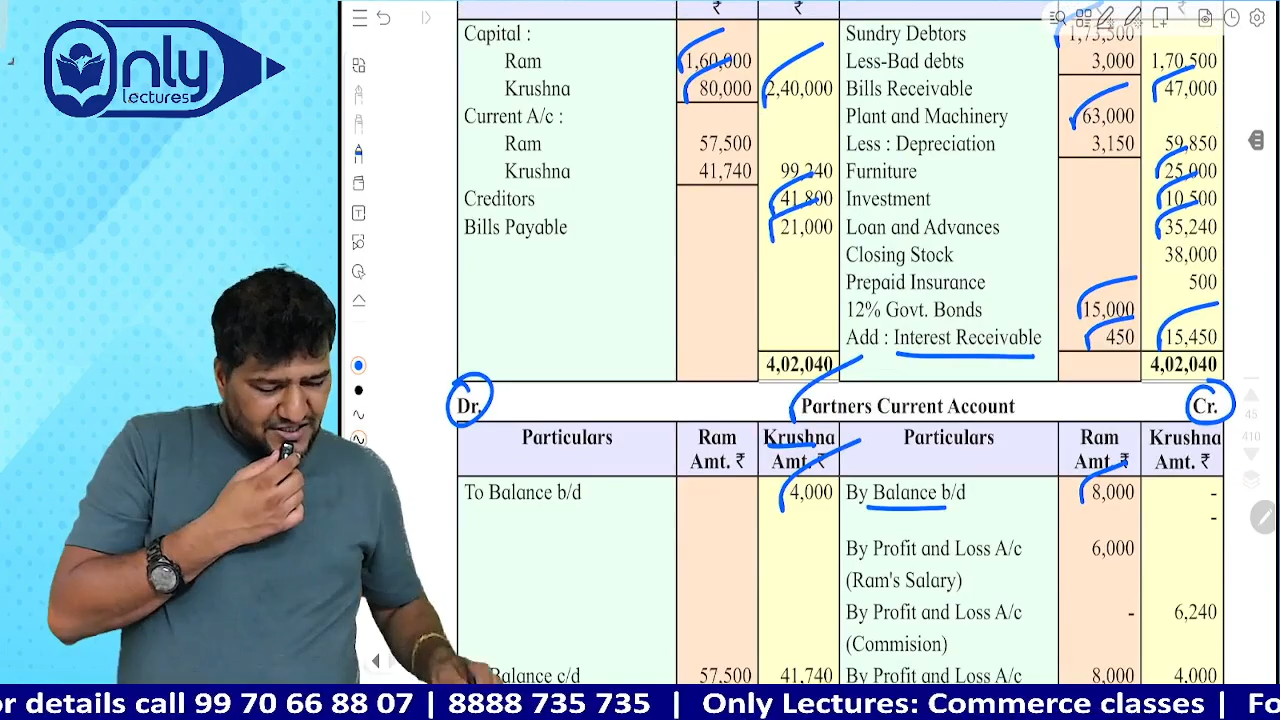 Only
lectures
₹ ₹ ₹
Capital : Sundry Debtors 1,73,500
Ram 1,60,000 Less-Bad debts 3,000 1,70,500
Krushna 80,000 2,40,000 Bills Receivable 47,000
Current A/c : Plant and Machinery 63,000
Ram 57,500 Less : Depreciation 3,150 59,850
Krushna 41,740 99,240 Furniture 25,000
Creditors 41,800 Investment 10,500
Bills Payable 21,000 Loan and Advances 35,240
Closing Stock 38,000
Prepaid Insurance 500
12% Govt. Bonds 15,000
Add : Interest Receivable 450 15,450
4,02,040 4,02,040
Dr. Partners Current Account Cr.
Particulars Ram Krushna Particulars Ram Krushna
Amt. ₹ Amt. ₹ Amt. ₹ Amt. ₹
To Balance b/d 4,000 By Balance b/d 8,000 -
-
By Profit and Loss A/c 6,000
(Ram's Salary)
By Profit and Loss A/c - 6,240
(Commision)
Balance c/d 57,500 41,740 By Profit and Loss A/c 8,000 4,000
45
410
or details call 99 70 66 88 07 | 8888 735 735 | Only Lectures: Commerce classes | Fo